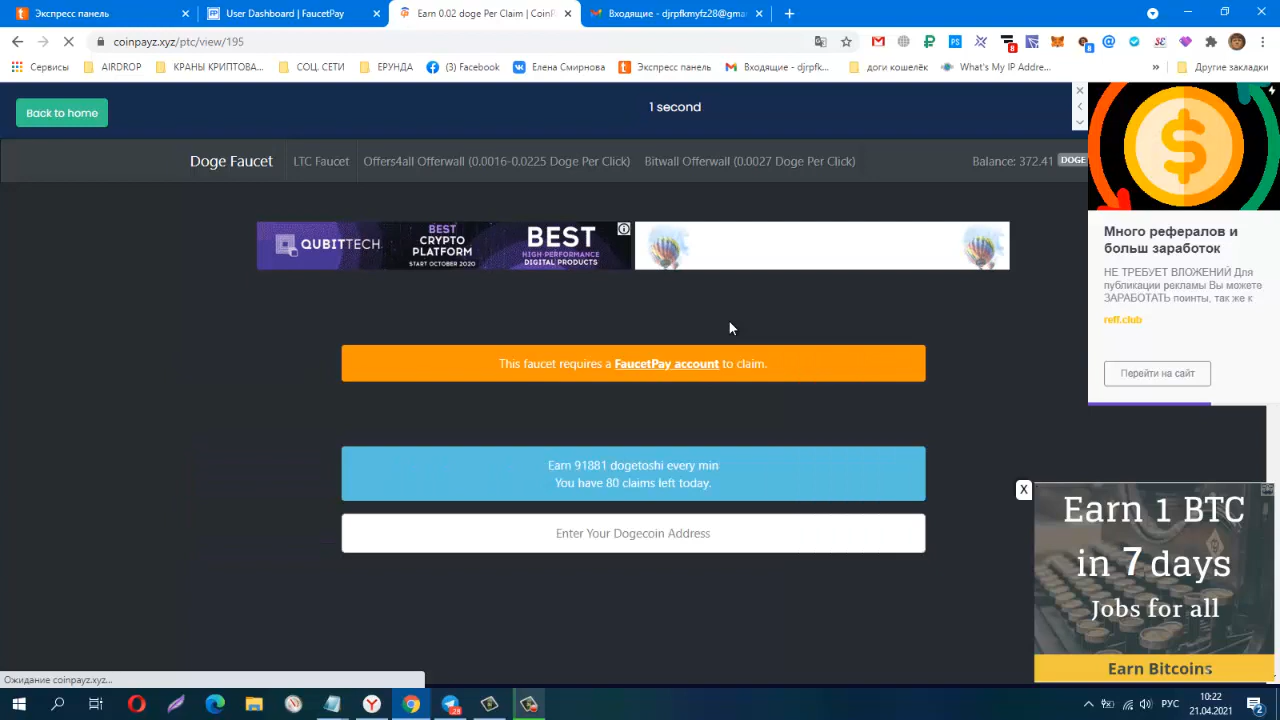 Экспресс панель
User Dashboard | FaucetPay
Earn 0.02 doge Per Claim | CoinP
Входящие - djrpfkmyfz28@gma
coinpayz.xyz/ptc/view/195
Сервисы
AIRDROP
КРАНЫ КРИПТОВА...
СОЦ. СЕТИ
ЕРУНДА
(3) Facebook
Елена Смирнова
Экспресс панель
Входящие - djrpfk...
доги кошелёк
What's My IP Addre...
Другие закладки
Back to home
1 second
Doge Faucet
LTC Faucet
Offers4all Offerwall (0.0016-0.0225 Doge Per Click)
Bitwall Offerwall (0.0027 Doge Per Click)
Balance: 372.41 DOGE
QUBITTECH
BEST
CRYPTO
PLATFORM
START OCTOBER 2020
BEST
HIGH-PERFORMANCE
DIGITAL PRODUCTS
Много рефералов и
больш заработок
НЕ ТРЕБУЕТ ВЛОЖЕНИЙ Для
публикации рекламы Вы можете
ЗАРАБОТАТЬ поинты, так же к
reff.club
Перейти на сайт
This faucet requires a FaucetPay account to claim.
Earn 91881 dogetoshi every min
You have 80 claims left today.
Enter Your Dogecoin Address
X
Earn 1 BTC
in 7 days
Jobs for all
Earn Bitcoins
Ожидание coinpayz.xyz...
РУС
10:22
21.04.2021